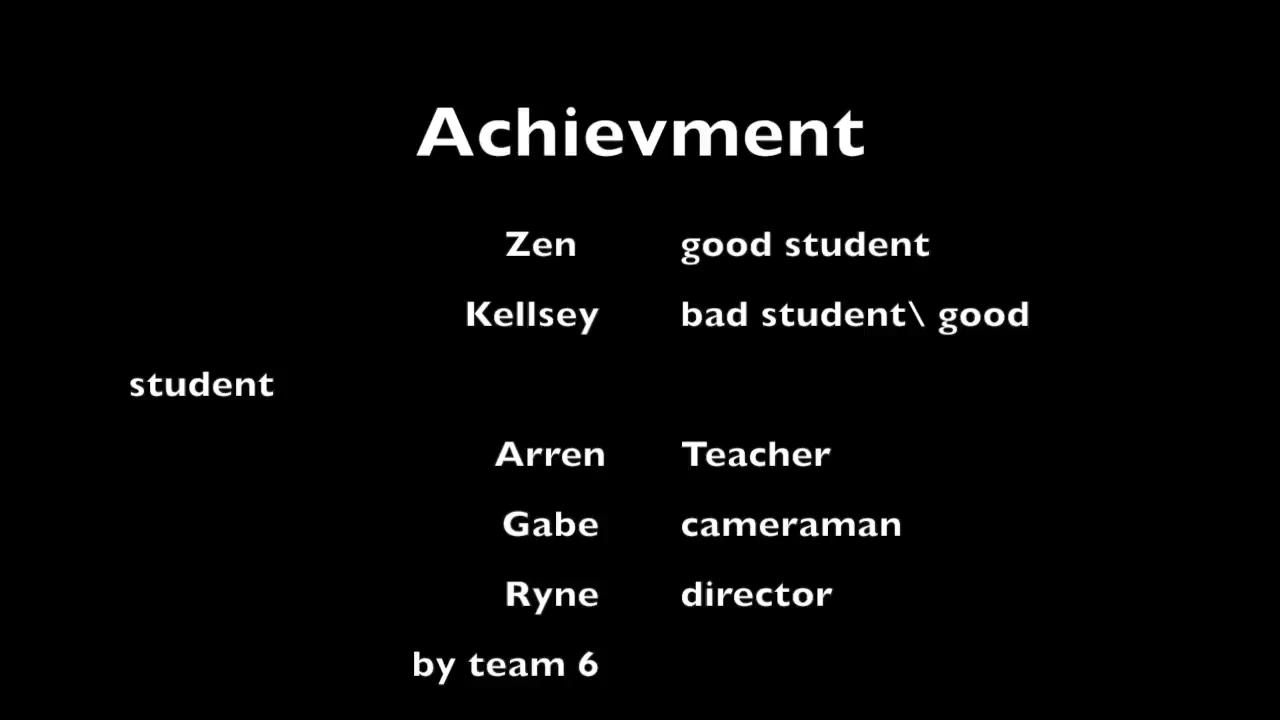 Achievment
Zen good student
Kellsey bad student\ good
student
Arren Teacher
Gabe cameraman
Ryne director
by team 6